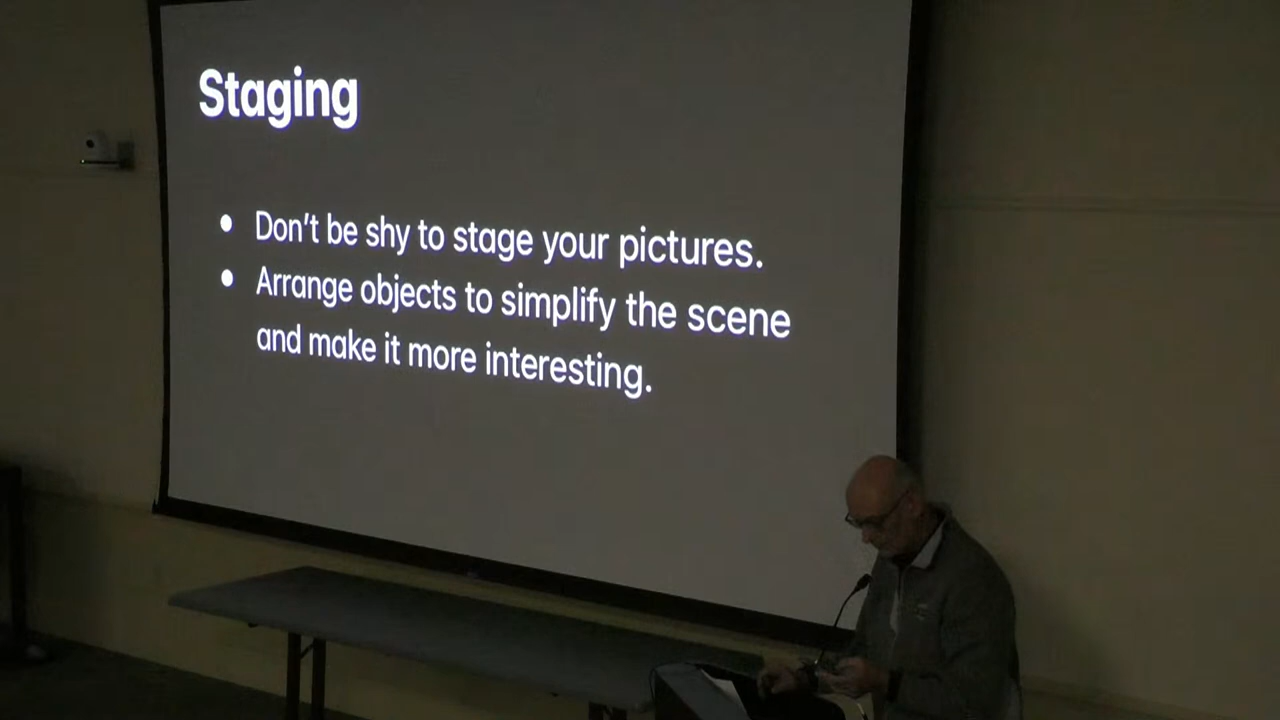 Staging
• Don't be shy to stage your pictures.
• Arrange objects to simplify the scene
and make it more interesting.